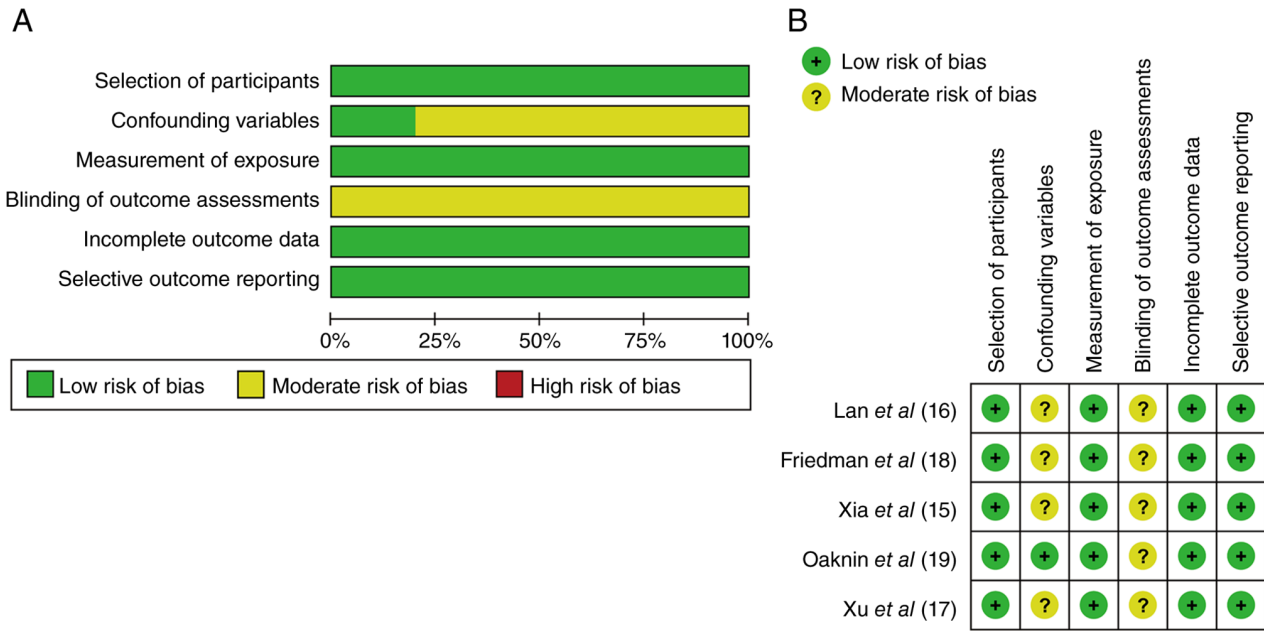 A
Selection of participants
Confounding variables
Measurement of exposure
Blinding of outcome assessments
Incomplete outcome data
Selective outcome reporting
0% 25% 50% 75% 100%
Low risk of bias Moderate risk of bias High risk of bias
B
+ Low risk of bias
? Moderate risk of bias
Selection of participants
Confounding variables
Measurement of exposure
Blinding of outcome assessments
Incomplete outcome data
Selective outcome reporting
Lan et al (16) + ? + ? + +
Friedman et al (18) + ? + ? + +
Xia et al (15) + ? + ? + +
Oaknin et al (19) + + + ? + +
Xu et al (17) + ? + ? + +